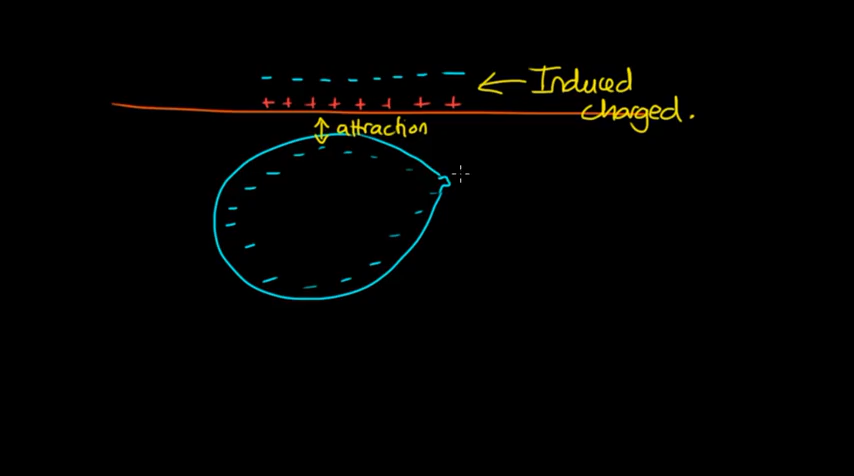 - - - - - - - -
+ + + + + + + +
Induced
charged.
attraction